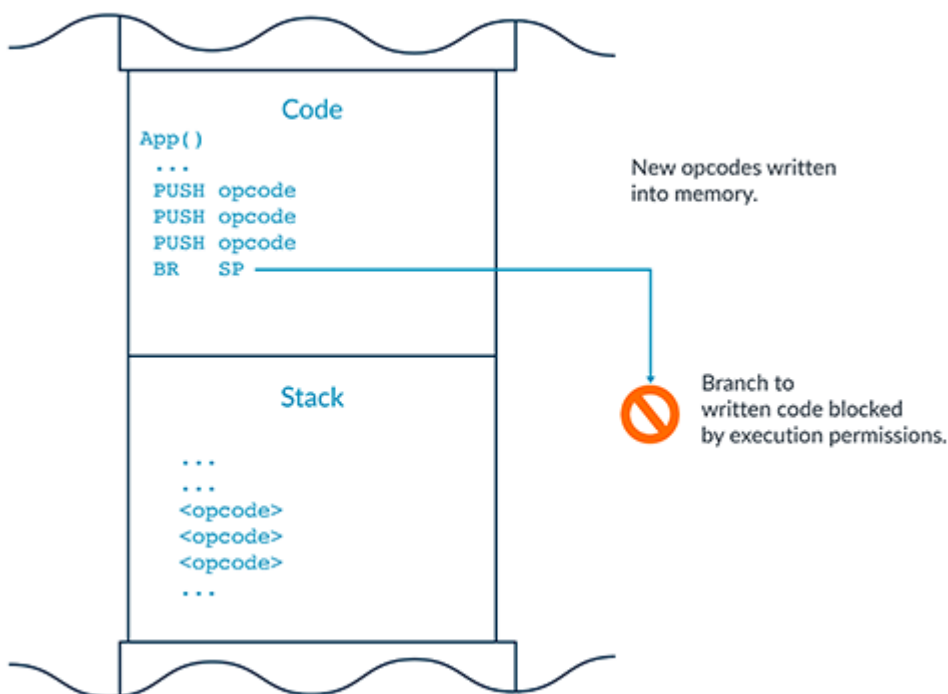 Code
App()
...
PUSH opcode
PUSH opcode
PUSH opcode
BR SP
New opcodes written
into memory.
Branch to
written code blocked
by execution permissions.
Stack
...
...
<opcode>
<opcode>
<opcode>
...